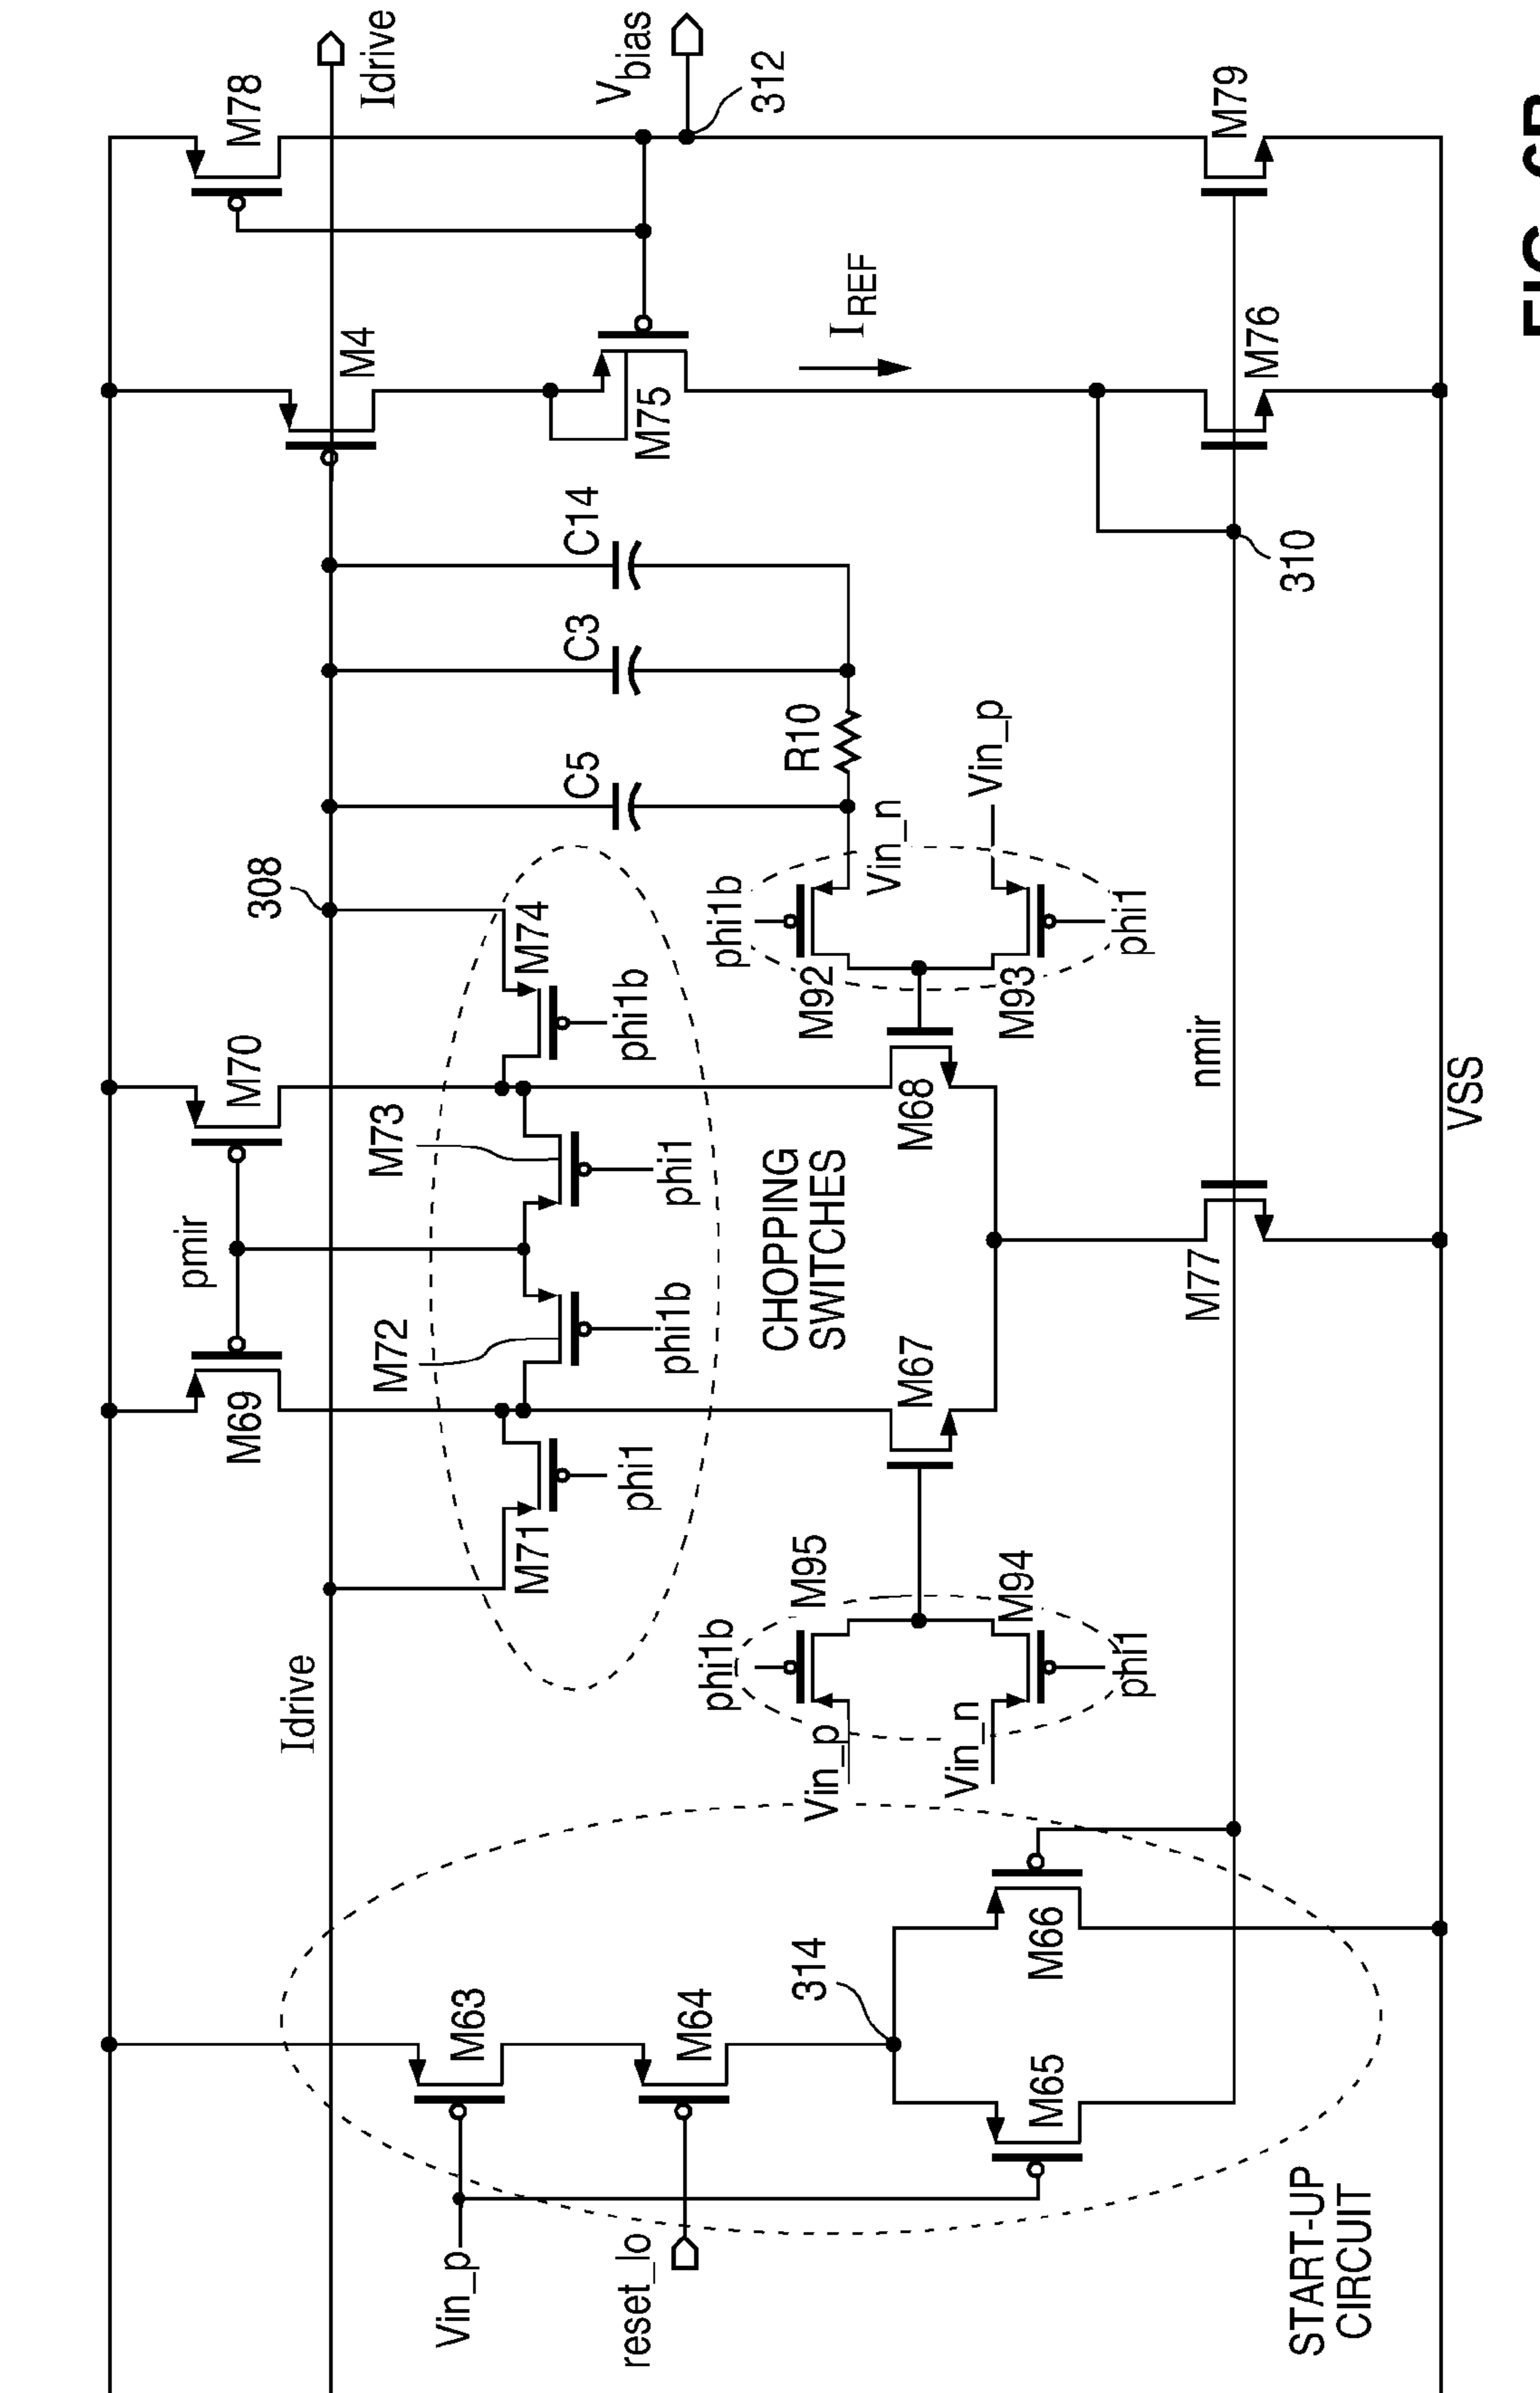 M78
Idrive
Vbias
312
M79
M4
M75
IREF
M76
C14
C3
C5
R10
310
308
M74
phi1b
phi1b
Vin_n
Vin_p
phi1
M92
M93
M70
M73
phi1
M68
nmir
VSS
pmir
CHOPPING
SWITCHES
M72
phi1b
M69
M67
M77
M71
phi1
Idrive
M95
M94
phi1b
phi1
Vin_p
Vin_n
M63
M64
314
M66
M65
Vin_p
reset_lo
START-UP
CIRCUIT